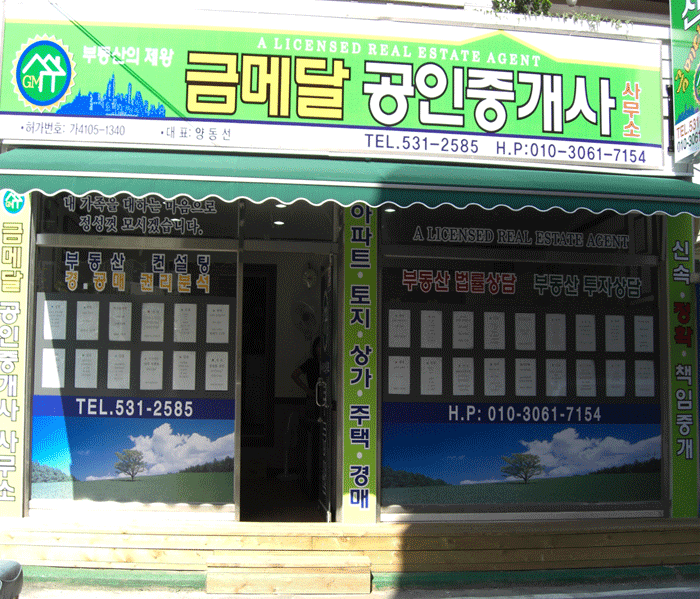 A LICENSED REAL ESTATE AGENT
GM
부동산의 제왕
금메달 공인중개사 사무소
•허가번호: 가4105-1340 •대표: 양동선
TEL.531-2585 H.P:010-3061-7154
TEL.531
010-3061
내 가족을 대하는 마음으로
정성껏 모시겠습니다.
부동산 컨설팅
경.공매 권리분석
TEL.531-2585
금메달 공인중개사 사무소
아파트·토지·상가·주택·경매
A LICENSED REAL ESTATE AGENT
부동산 법률상담 부동산 투자상담
H.P: 010-3061-7154
신속·정확·책임중개